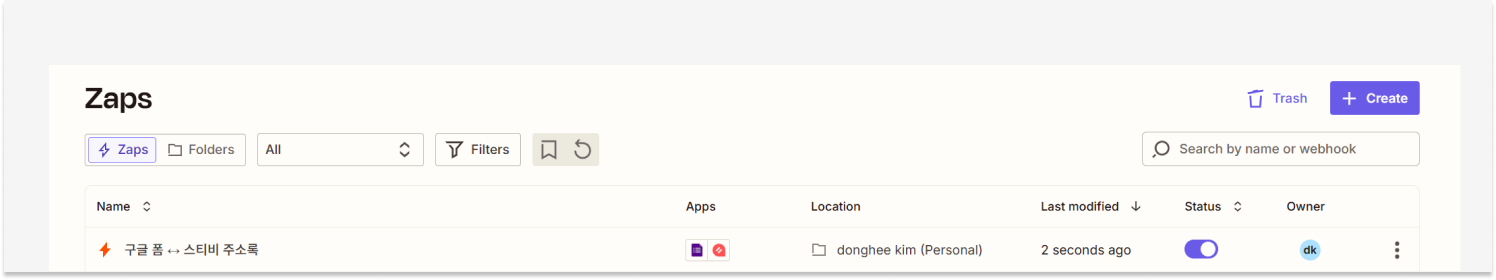 Zaps
Trash
Create
Zaps Folders All Filters
Search by name or webhook
Name Apps Location Last modified Status Owner
구글 폼 ↔ 스티비 주소록 donghee kim (Personal) 2 seconds ago dk